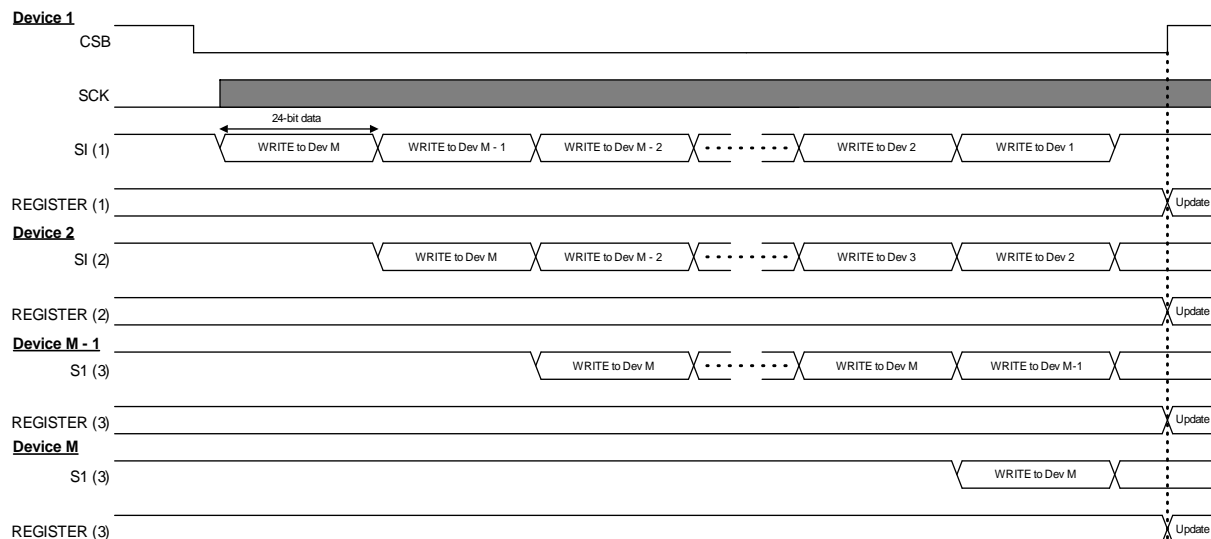 Device 1
CSB
SCK
24-bit data
SI (1) WRITE to Dev M WRITE to Dev M - 1 WRITE to Dev M - 2 WRITE to Dev 2 WRITE to Dev 1
REGISTER (1) Update
Device 2
SI (2) WRITE to Dev M WRITE to Dev M - 2 WRITE to Dev 3 WRITE to Dev 2
REGISTER (2) Update
Device M - 1
S1 (3) WRITE to Dev M WRITE to Dev M WRITE to Dev M-1
REGISTER (3) Update
Device M
S1 (3) WRITE to Dev M
REGISTER (3) Update